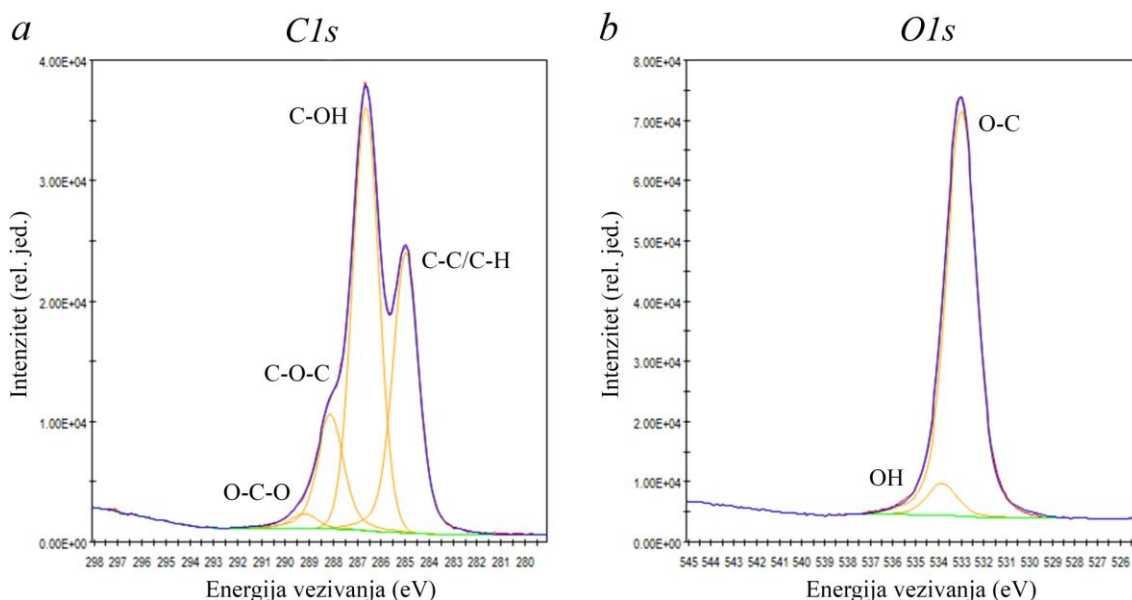 a
C1s
Intenzitet (rel. jed.)
4.00E+04
3.00E+04
2.00E+04
1.00E+04
0.00E+00
C-OH
C-C/C-H
C-O-C
O-C-O
298 297 296 295 294 293 292 291 290 289 288 287 286 285 284 283 282 281 280
Energija vezivanja (eV)
b
O1s
Intenzitet (rel. jed.)
8.00E+04
7.00E+04
6.00E+04
5.00E+04
4.00E+04
3.00E+04
2.00E+04
1.00E+04
0.00E+00
O-C
OH
545 544 543 542 541 540 539 538 537 536 535 534 533 532 531 530 529 528 527 526
Energija vezivanja (eV)